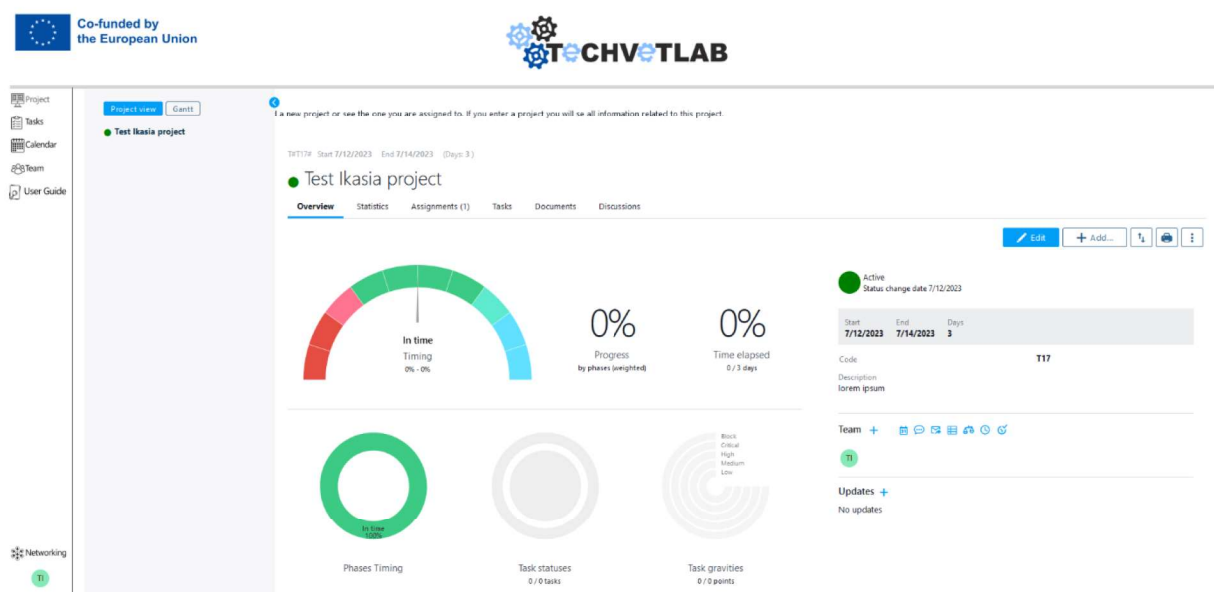 Co-funded by
the European Union
TECHVETLAB
Project
Tasks
Calendar
Team
User Guide
Networking
TI
Project view
Gantt
Test Ikasia project
a new project or see the one you are assigned to. If you enter a project you will se all information related to this project.
T#T17# Start 7/12/2023 End 7/14/2023 (Days: 3 )
Test Ikasia project
Overview Statistics Assignments (1) Tasks Documents Discussions
Edit + Add...
In time
Timing
0% - 0%
0%
Progress
by phases (weighted)
0%
Time elapsed
0 / 3 days
Active
Status change date 7/12/2023
Start End Days
7/12/2023 7/14/2023 3
Code T17
Description
lorem ipsum
Team +
TI
Updates +
No updates
In time
100%
Phases Timing
Task statuses
0 / 0 tasks
Block
Critical
High
Medium
Low
Task gravities
0 / 0 points